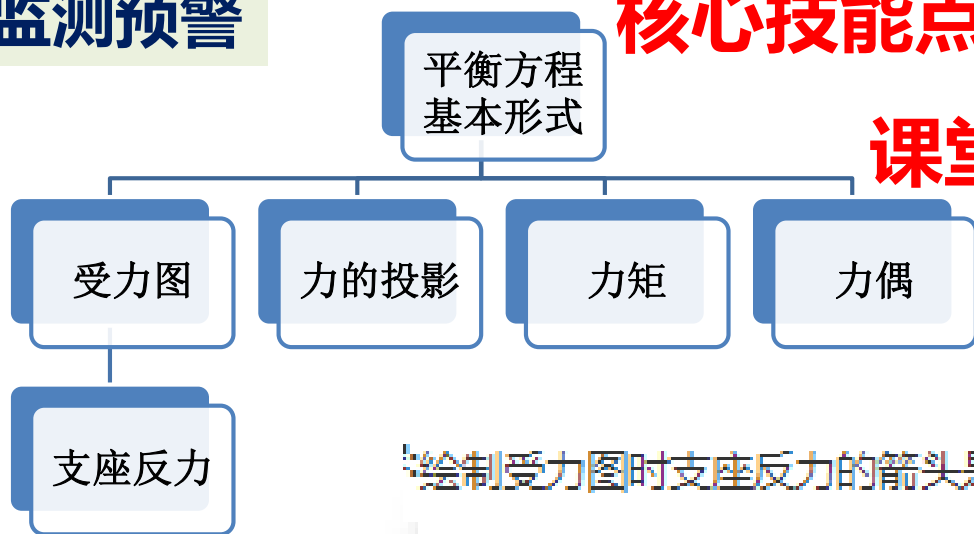 监测预警
核心技能点
平衡方程
基本形式
课堂
受力图
力的投影
力矩
力偶
支座反力
绘制受力图时支座反力的箭头